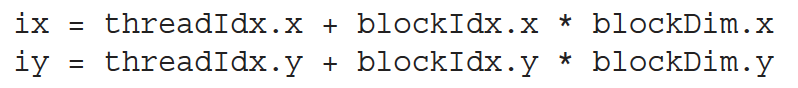 ix = threadIdx.x + blockIdx.x * blockDim.x
iy = threadIdx.y + blockIdx.y * blockDim.y